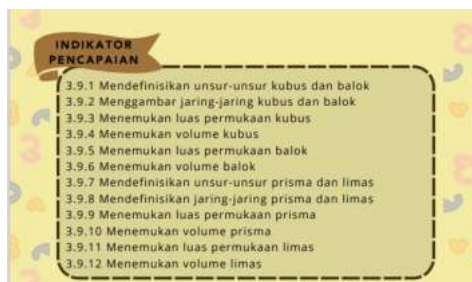 INDIKATOR
PENCAPAIAN
3.9.1 Mendefinisikan unsur-unsur kubus dan balok
3.9.2 Menggambar jaring-jaring kubus dan balok
3.9.3 Menemukan luas permukaan kubus
3.9.4 Menemukan volume kubus
3.9.5 Menemukan luas permukaan balok
3.9.6 Menemukan volume balok
3.9.7 Mendefinisikan unsur-unsur prisma dan limas
3.9.8 Mendefinisikan jaring-jaring prisma dan limas
3.9.9 Menemukan luas permukaan prisma
3.9.10 Menemukan volume prisma
3.9.11 Menemukan luas permukaan limas
3.9.12 Menemukan volume limas